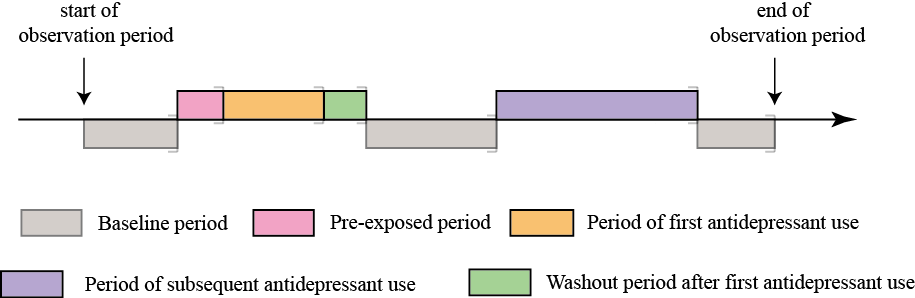 start of
observation period
end of
observation period
Baseline period
Pre-exposed period
Period of first antidepressant use
Period of subsequent antidepressant use
Washout period after first antidepressant use